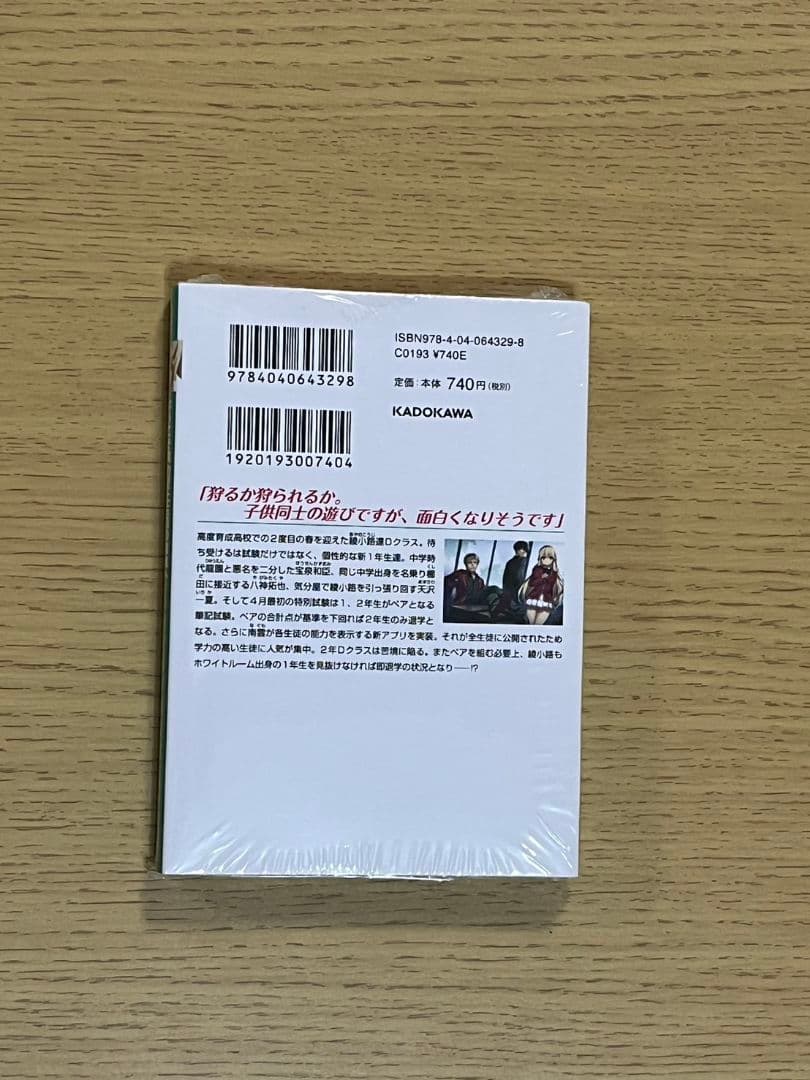 ISBN978-4-04-064329-8
C0193 ¥740E
9784040643298
定価:本体 740円(税別)
KADOKAWA
1920193007404
「狩るか狩られるか。
子供同士の遊びですが、面白くなりそうです」
高度育成高校での2度目の春を迎えた綾小路達Dクラス。待
ち受けるは試験だけではなく、個性的な新1年生達。中学時
代龍園と悪名を二分した宝泉和臣、同じ中学出身を名乗り櫛
田に接近する八神拓也、気分屋で綾小路を引っ張り回す天沢
一夏。そして4月最初の特別試験は1、2年生がペアとなる
筆記試験。ペアの合計点が基準を下回れば2年生のみ退学と
なる。さらに南雲が各生徒の能力を表示する新アプリを実装。それが全生徒に公開されたため
学力の高い生徒に人気が集中。2年Dクラスは苦境に陥る。またペアを組む必要上、綾小路も
ホワイトルーム出身の1年生を見抜けなければ即退学の状況となり――!?